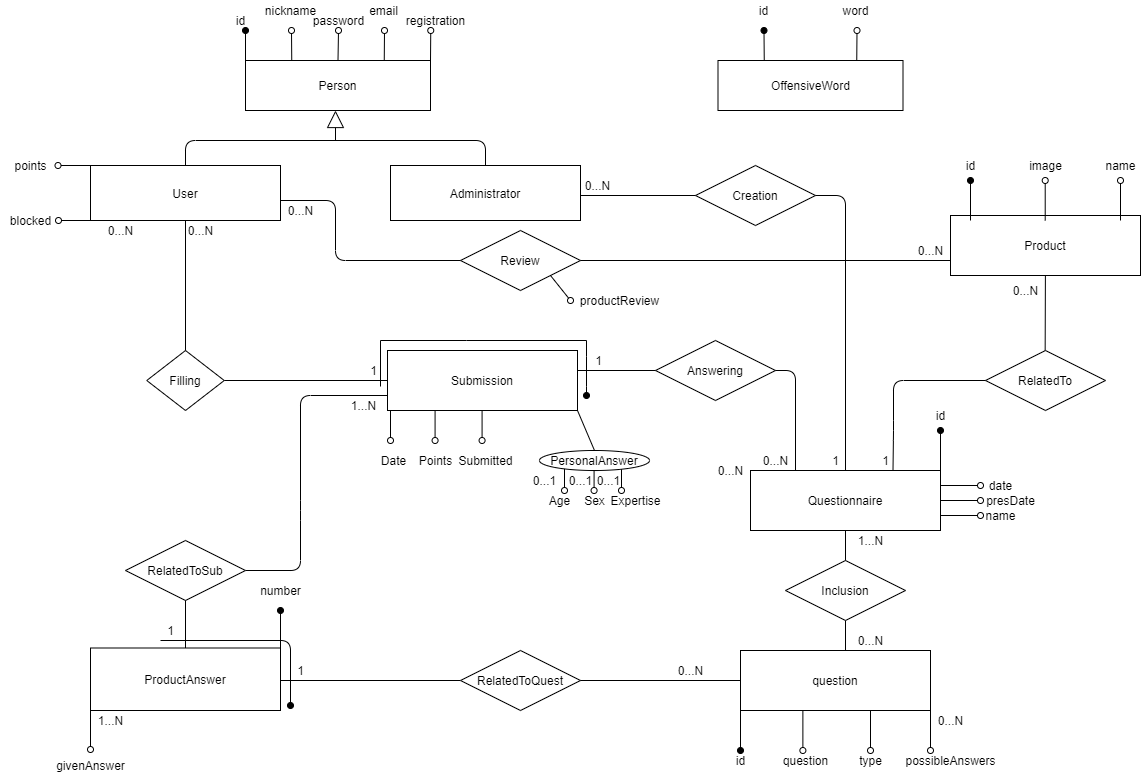 nickname
email
id
password
registration
id
word
Person
OffensiveWord
points
User
Administrator
0...N
Creation
id
image
name
blocked
0...N
0...N
0...N
Review
0...N
Product
productReview
0...N
Filling
1
Submission
1
Answering
RelatedTo
1...N
Date
Points
Submitted
PersonalAnswer
0...1
0...1
0...1
Age
Sex
Expertise
id
0...N
0...N
1
1
Questionnaire
date
presDate
name
1...N
RelatedToSub
number
Inclusion
1
0...N
ProductAnswer
1
RelatedToQuest
0...N
question
1...N
0...N
givenAnswer
id
question
type
possibleAnswers